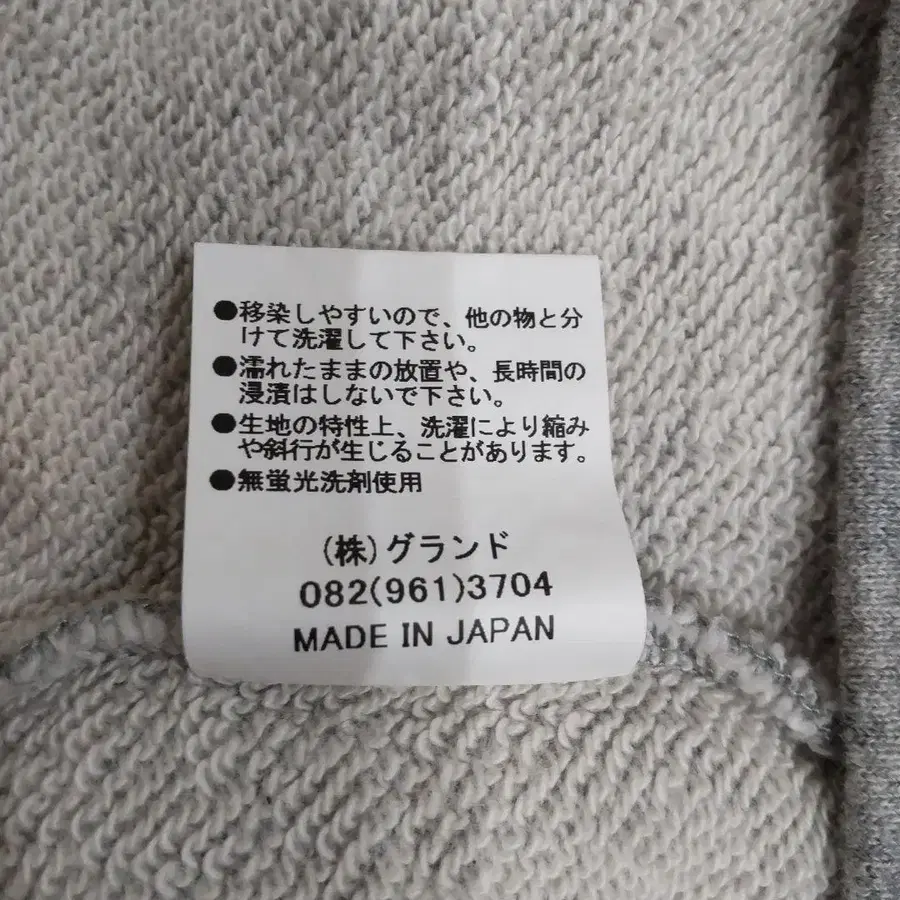 ●移染しやすいので、他の物と分
けて洗濯して下さい。
●濡れたままの放置や、長時間の
浸漬はしないで下さい。
●生地の特性上、洗濯により縮み
や斜行が生じることがあります。
●無蛍光洗剤使用
(株)グランド
082(961)3704
MADE IN JAPAN